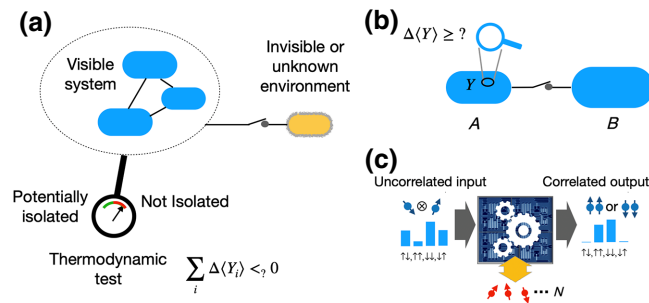 (a)
Visible
system
Invisible or
unknown
environment
Potentially
isolated
Not Isolated
Thermodynamic
test
∑ᵢ Δ⟨Yᵢ⟩ <? 0
(b)
Δ⟨Y⟩ ≥ ?
Y
A
B
(c)
Uncorrelated input
Correlated output
⊗
or
↑↓,↑↑,↓↓,↓↑
↑↓,↑↑,↓↓,↓↑
··· N